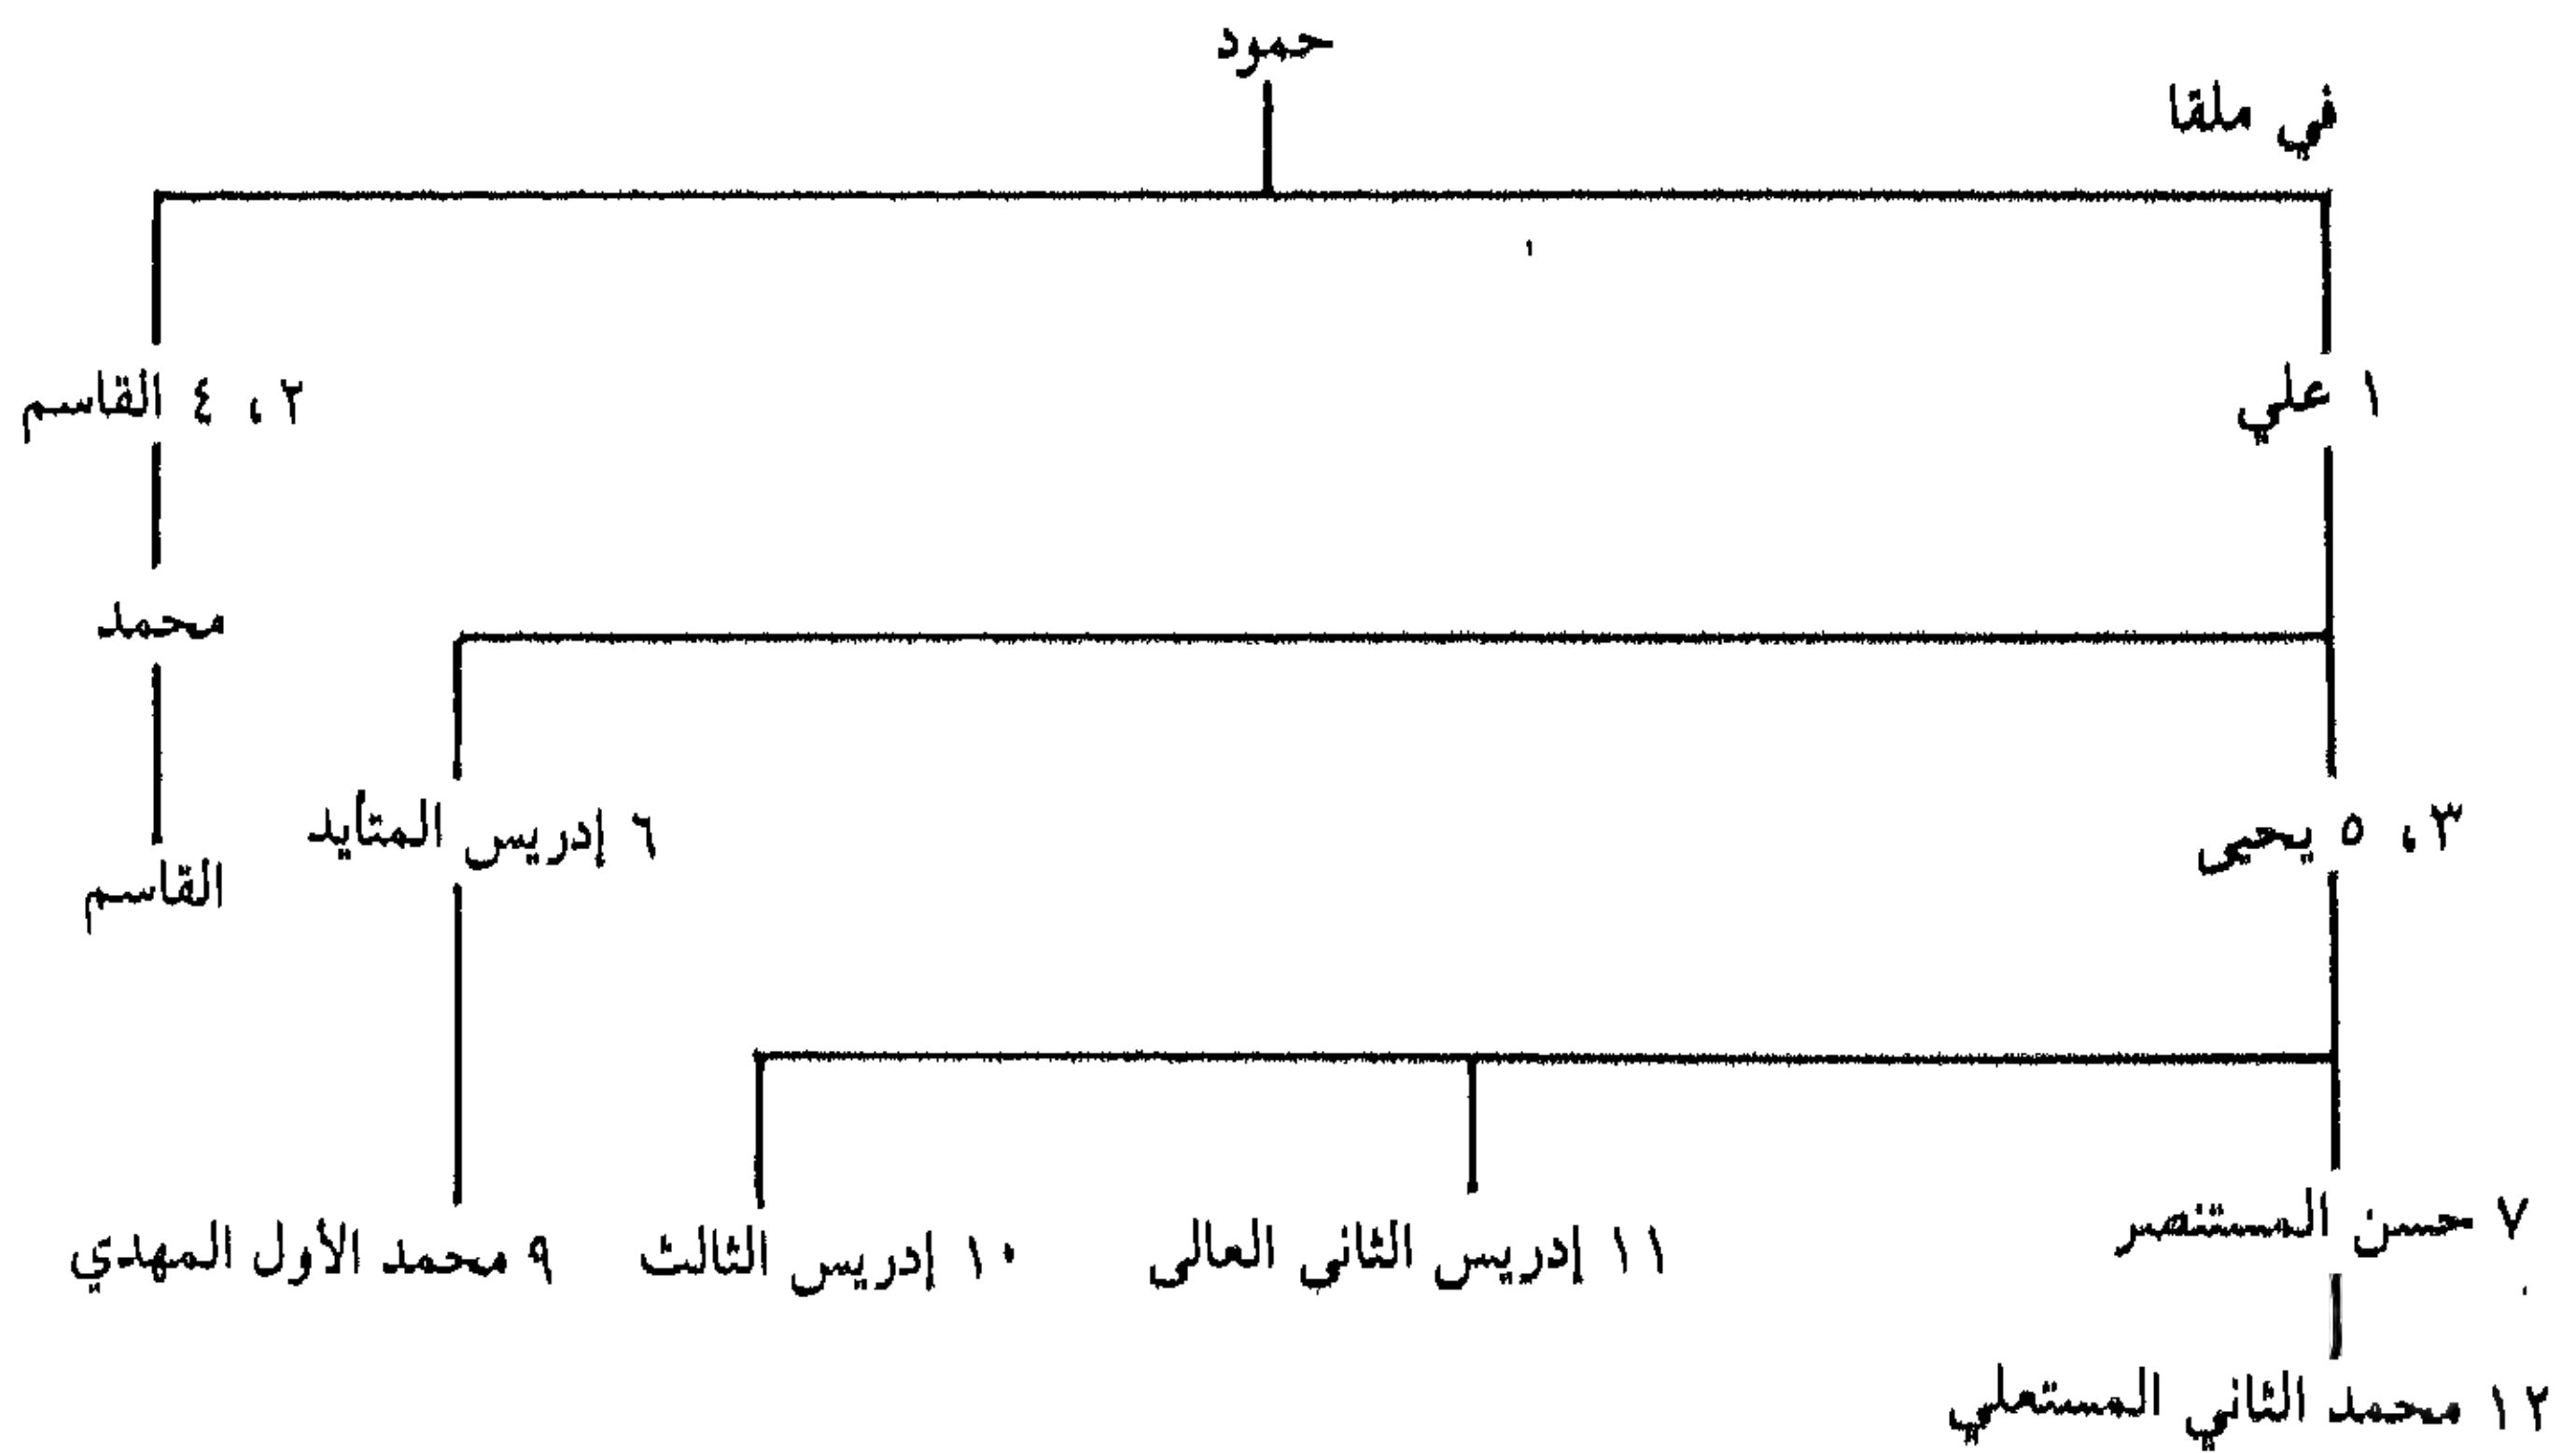 حمود
في ملقا
١ علي
٢، ٤ القاسم
محمد
٣، ٥ يحيى
٦ إدريس المتأيد
القاسم
٧ حسن المستنصر
١١ إدريس الثاني العالى
١٠ إدريس الثالث
٩ محمد الأول المهدي
١٢ محمد الثاني المستعلي